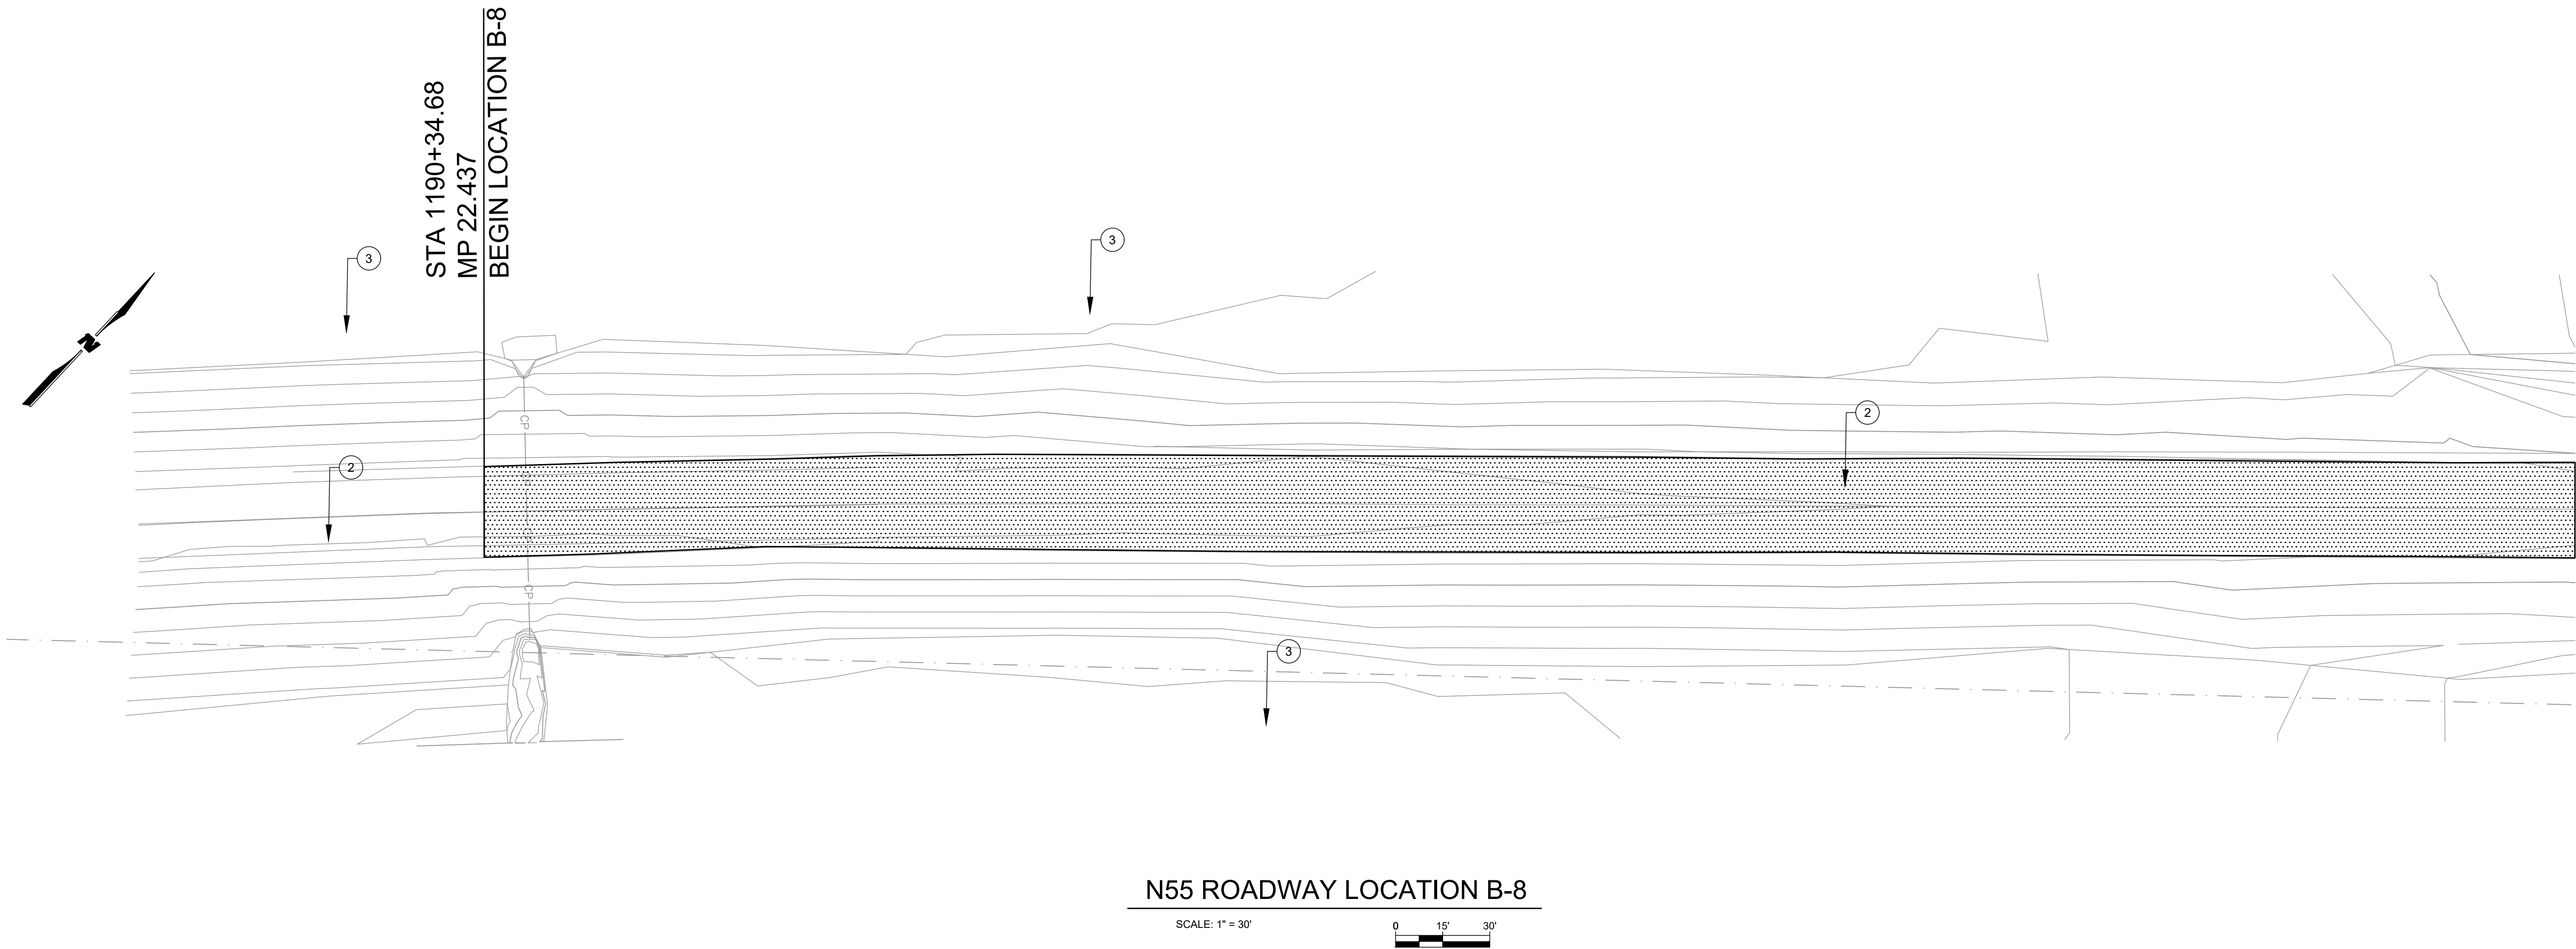 STA 1190+34.68
MP 22.437
BEGIN LOCATION B-8
3
3
N
2
2
CP
CP
3
N55 ROADWAY LOCATION B-8
SCALE: 1" = 30'
0 15' 30'